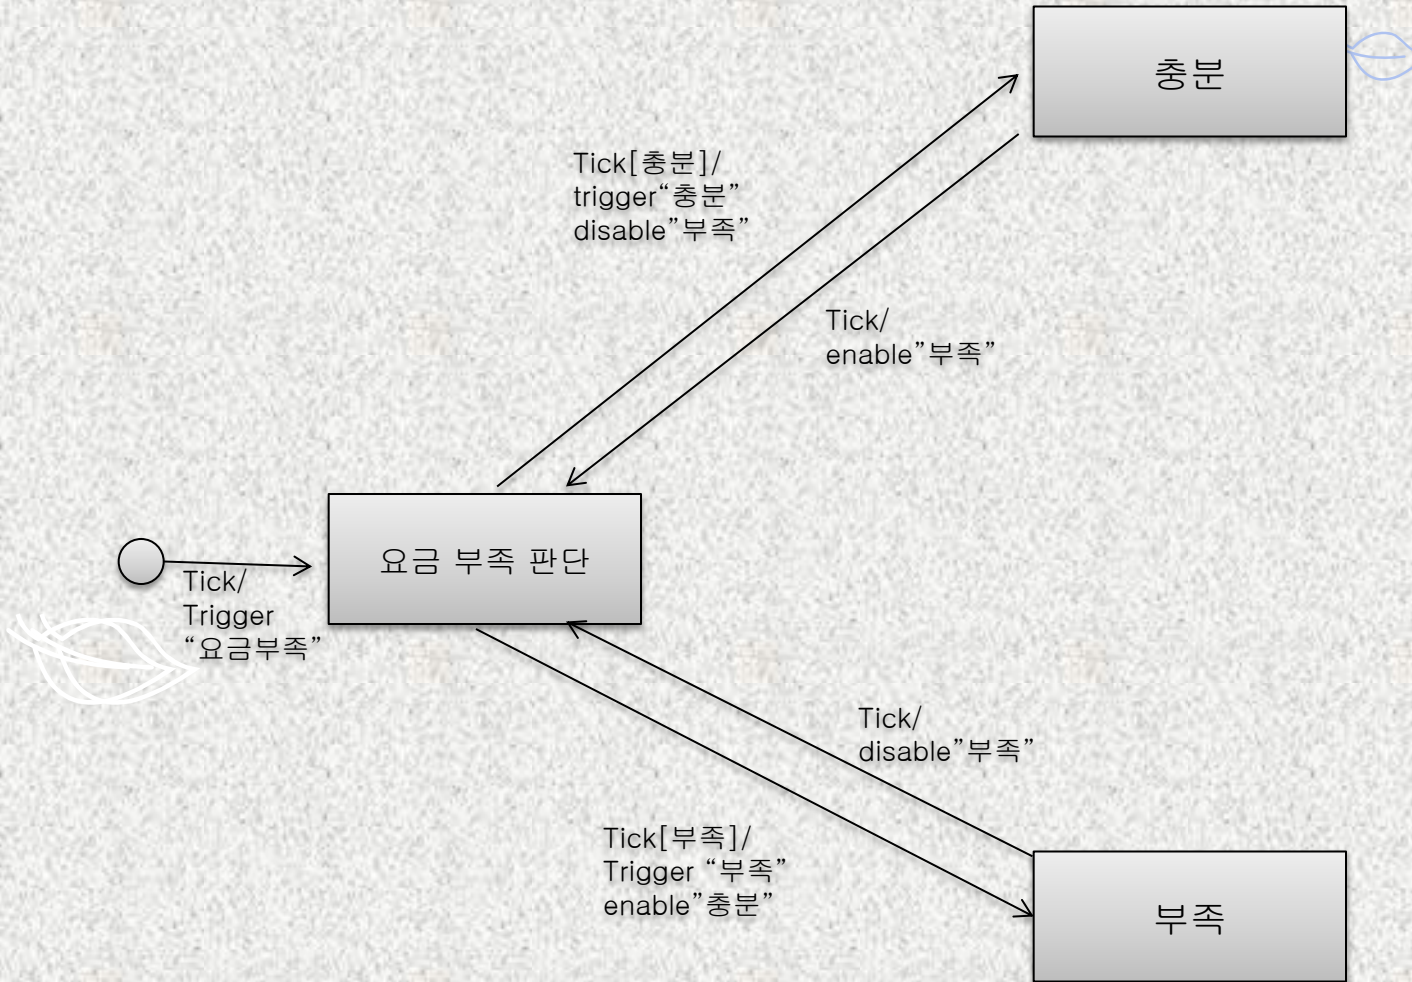 충분
Tick[충분]/
trigger“충분”
disable”부족”
Tick/
enable”부족”
요금 부족 판단
Tick/
Trigger
“요금부족”
Tick/
disable”부족”
Tick[부족]/
Trigger “부족”
enable”충분”
부족